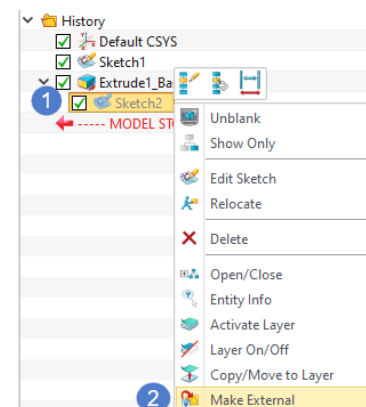 History
Default CSYS
Sketch1
Extrude1_Ba
1 Sketch2
----- MODEL ST
Unblank
Show Only
Edit Sketch
Relocate
Delete
Open/Close
Entity Info
Activate Layer
Layer On/Off
Copy/Move to Layer
2 Make External